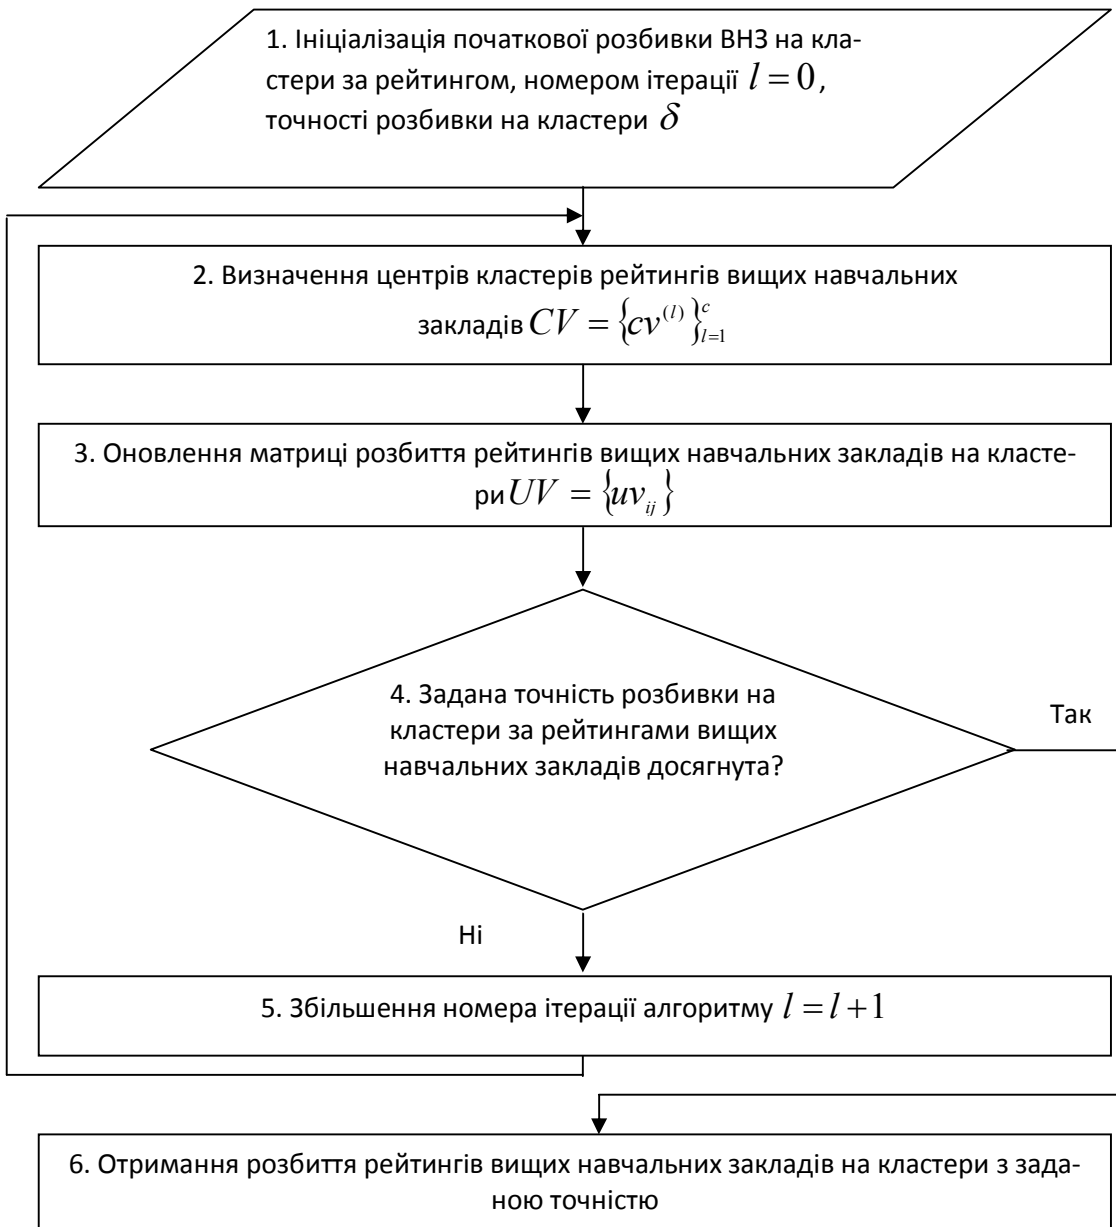 1. Ініціалізація початкової розбивки ВНЗ на кла-
стери за рейтингом, номером ітерації l = 0 ,
точності розбивки на кластери δ
2. Визначення центрів кластерів рейтингів вищих навчальних
закладів CV = {cv^(l)}_{l=1}^c
3. Оновлення матриці розбиття рейтингів вищих навчальних закладів на класте-
ри UV = {uv_ij}
4. Задана точність розбивки на
кластери за рейтингами вищих
навчальних закладів досягнута?
Так
Ні
5. Збільшення номера ітерації алгоритму l = l + 1
6. Отримання розбиття рейтингів вищих навчальних закладів на кластери з зада-
ною точністю